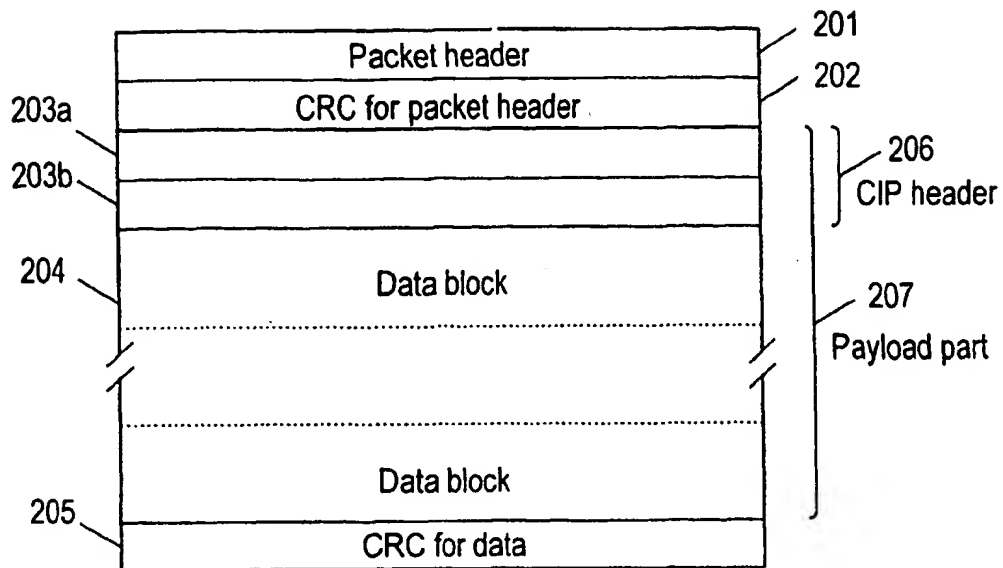 201
Packet header
202
CRC for packet header
203a
206
CIP header
203b
204
Data block
207
Payload part
Data block
205
CRC for data